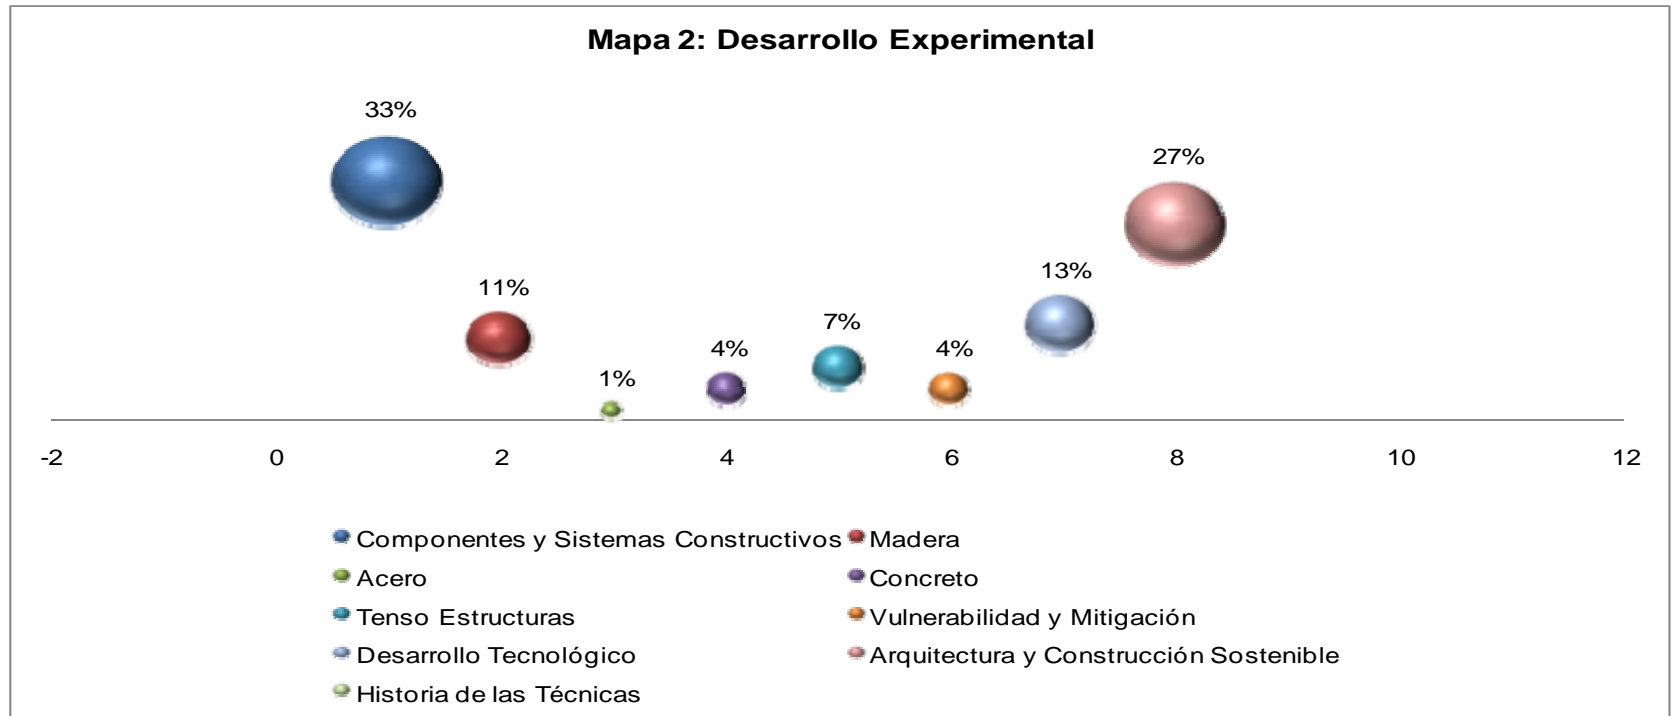 Mapa 2: Desarrollo Experimental
33%
27%
11%
13%
7%
4%
4%
1%
-2 0 2 4 6 8 10 12
Componentes y Sistemas Constructivos Madera
Acero Concreto
Tenso Estructuras Vulnerabilidad y Mitigación
Desarrollo Tecnológico Arquitectura y Construcción Sostenible
Historia de las Técnicas